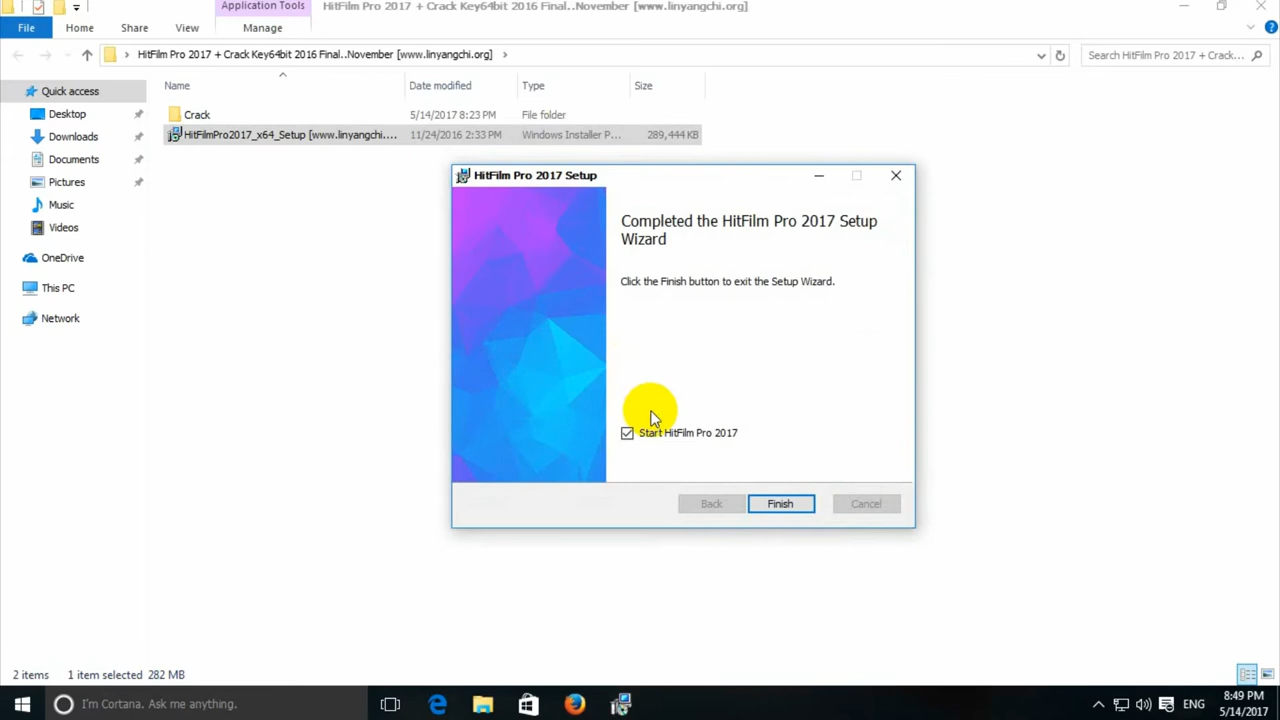 Application Tools
HitFilm Pro 2017 + Crack Key64bit 2016 Final..November [www.linyangchi.org]
File
Home
Share
View
Manage
HitFilm Pro 2017 + Crack Key64bit 2016 Final..November [www.linyangchi.org]
Search HitFilm Pro 2017 + Crack...
Quick access
Desktop
Downloads
Documents
Pictures
Music
Videos
OneDrive
This PC
Network
Name Date modified Type Size
Crack 5/14/2017 8:23 PM File folder
HitFilmPro2017_x64_Setup [www.linyangchi.... 11/24/2016 2:33 PM Windows Installer P... 289,444 KB
HitFilm Pro 2017 Setup
Completed the HitFilm Pro 2017 Setup
Wizard
Click the Finish button to exit the Setup Wizard.
Start HitFilm Pro 2017
Back
Finish
Cancel
2 items 1 item selected 282 MB
I'm Cortana. Ask me anything.
ENG
8:49 PM
5/14/2017